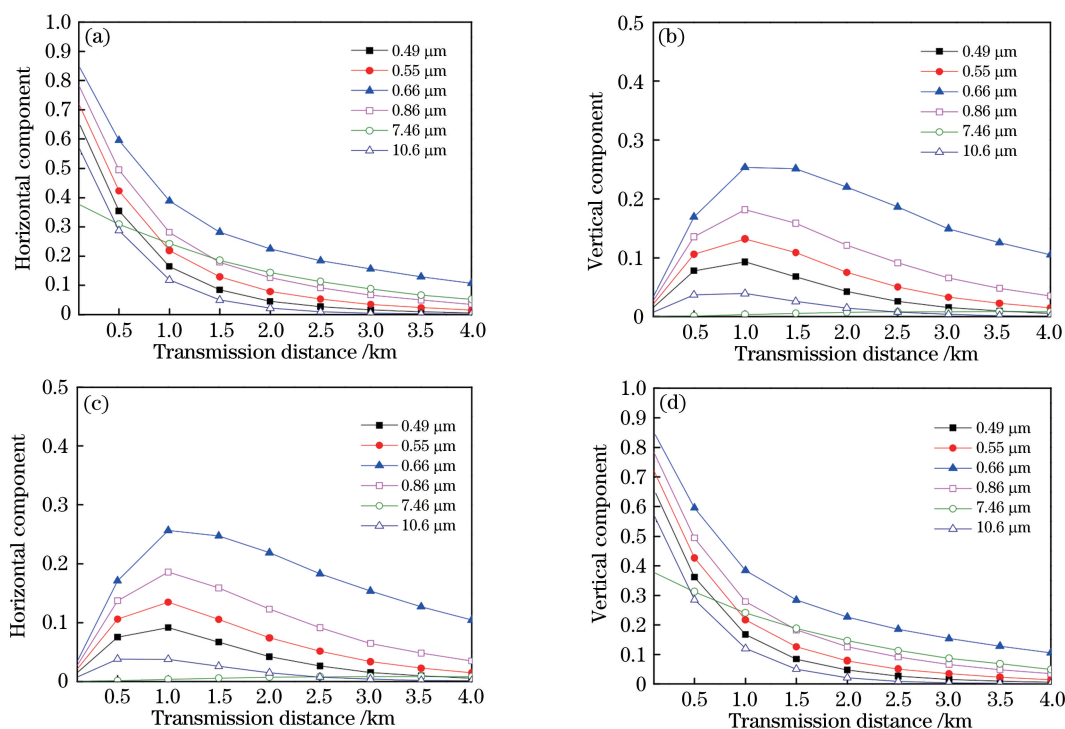 (a)
Horizontal component
1.0
0.9
0.8
0.7
0.6
0.5
0.4
0.3
0.2
0.1
0
0.49 μm
0.55 μm
0.66 μm
0.86 μm
7.46 μm
10.6 μm
0.5 1.0 1.5 2.0 2.5 3.0 3.5 4.0
Transmission distance /km
(b)
Vertical component
0.5
0.4
0.3
0.2
0.1
0
0.49 μm
0.55 μm
0.66 μm
0.86 μm
7.46 μm
10.6 μm
0.5 1.0 1.5 2.0 2.5 3.0 3.5 4.0
Transmission distance /km
(c)
Horizontal component
0.5
0.4
0.3
0.2
0.1
0
0.49 μm
0.55 μm
0.66 μm
0.86 μm
7.46 μm
10.6 μm
0.5 1.0 1.5 2.0 2.5 3.0 3.5 4.0
Transmission distance /km
(d)
Vertical component
1.0
0.9
0.8
0.7
0.6
0.5
0.4
0.3
0.2
0.1
0
0.49 μm
0.55 μm
0.66 μm
0.86 μm
7.46 μm
10.6 μm
0.5 1.0 1.5 2.0 2.5 3.0 3.5 4.0
Transmission distance /km